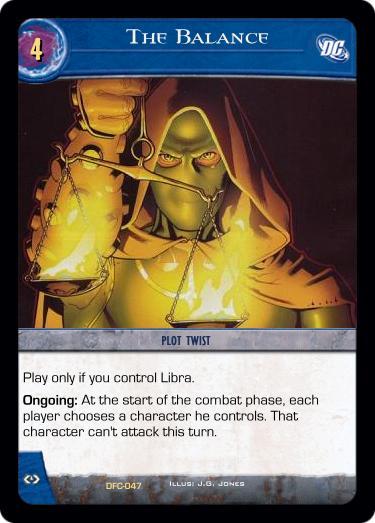 4
The Balance
DC
PLOT TWIST
Play only if you control Libra.
Ongoing: At the start of the combat phase, each
player chooses a character he controls. That
character can't attack this turn.
DFC-047
Illus: J.G. Jones